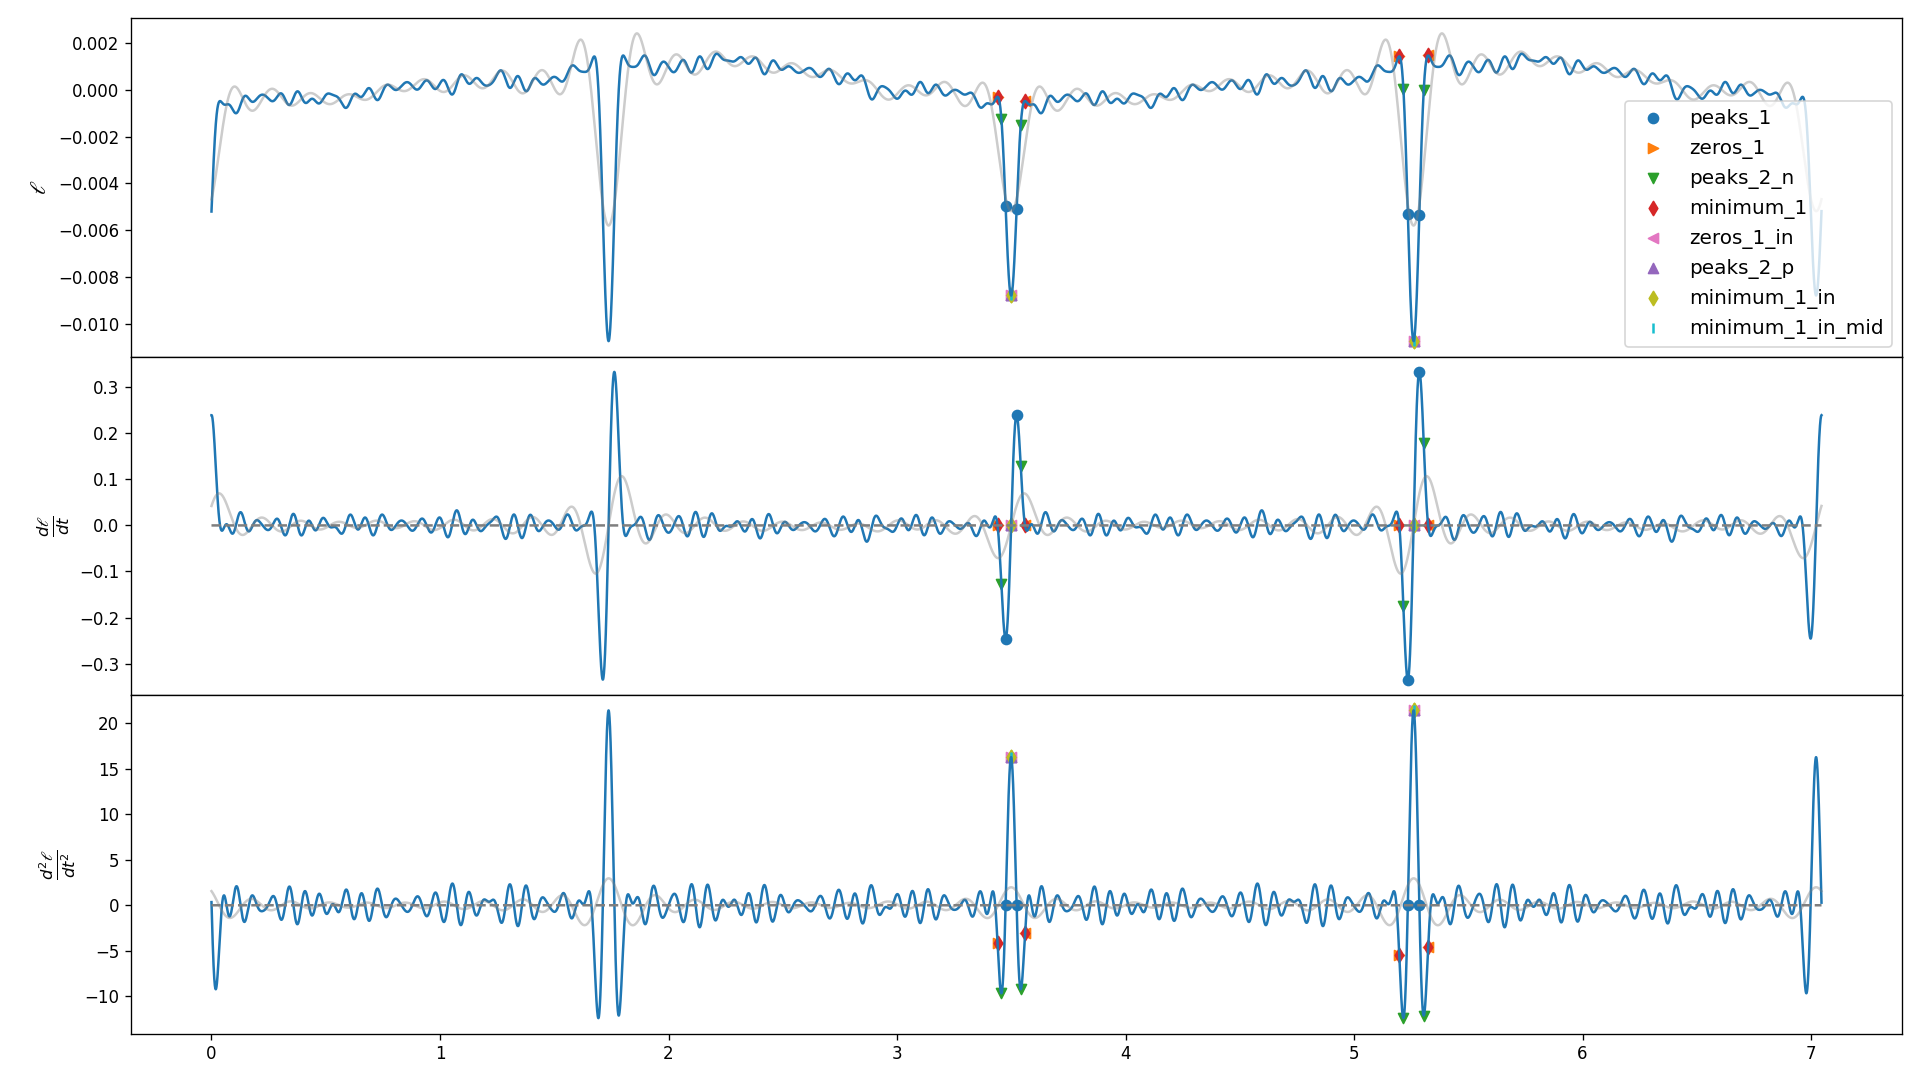 0.002
0.000
−0.002
−0.004
−0.006
−0.008
−0.010
ℓ
peaks_1
zeros_1
peaks_2_n
minimum_1
zeros_1_in
peaks_2_p
minimum_1_in
minimum_1_in_mid
0.3
0.2
0.1
0.0
−0.1
−0.2
−0.3
dℓ
dt
20
15
10
5
0
−5
−10
d²ℓ
dt²
0 1 2 3 4 5 6 7